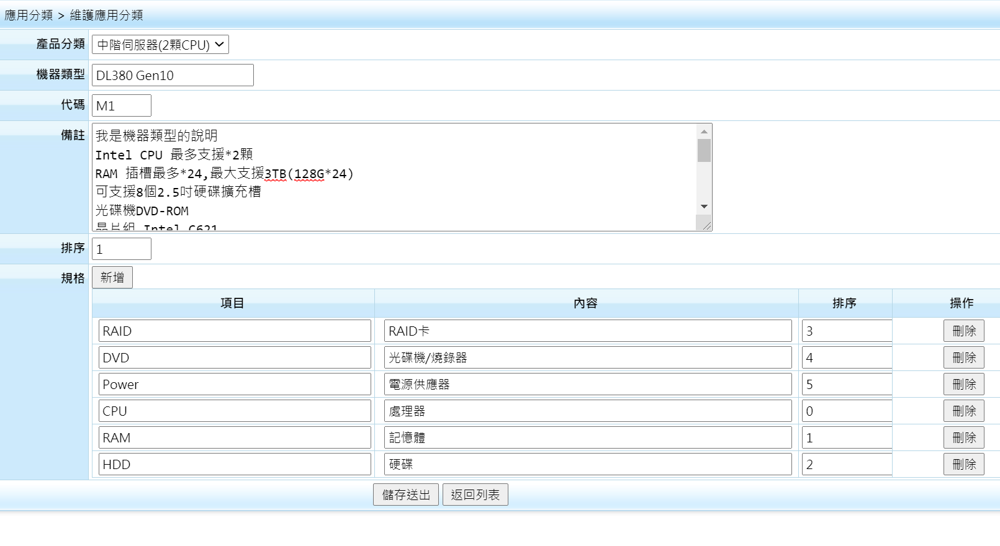 應用分類 > 維護應用分類
產品分類 中階伺服器(2顆CPU)
機器類型 DL380 Gen10
代碼 M1
備註 我是機器類型的說明
Intel CPU 最多支援*2顆
RAM 插槽最多*24,最大支援3TB(128G*24)
可支援8個2.5吋硬碟擴充槽
光碟機DVD-ROM
晶片組 Intel C621
排序 1
規格 新增
項目 內容 排序 操作
RAID RAID卡 3 刪除
DVD 光碟機/燒錄器 4 刪除
Power 電源供應器 5 刪除
CPU 處理器 0 刪除
RAM 記憶體 1 刪除
HDD 硬碟 2 刪除
儲存送出 返回列表